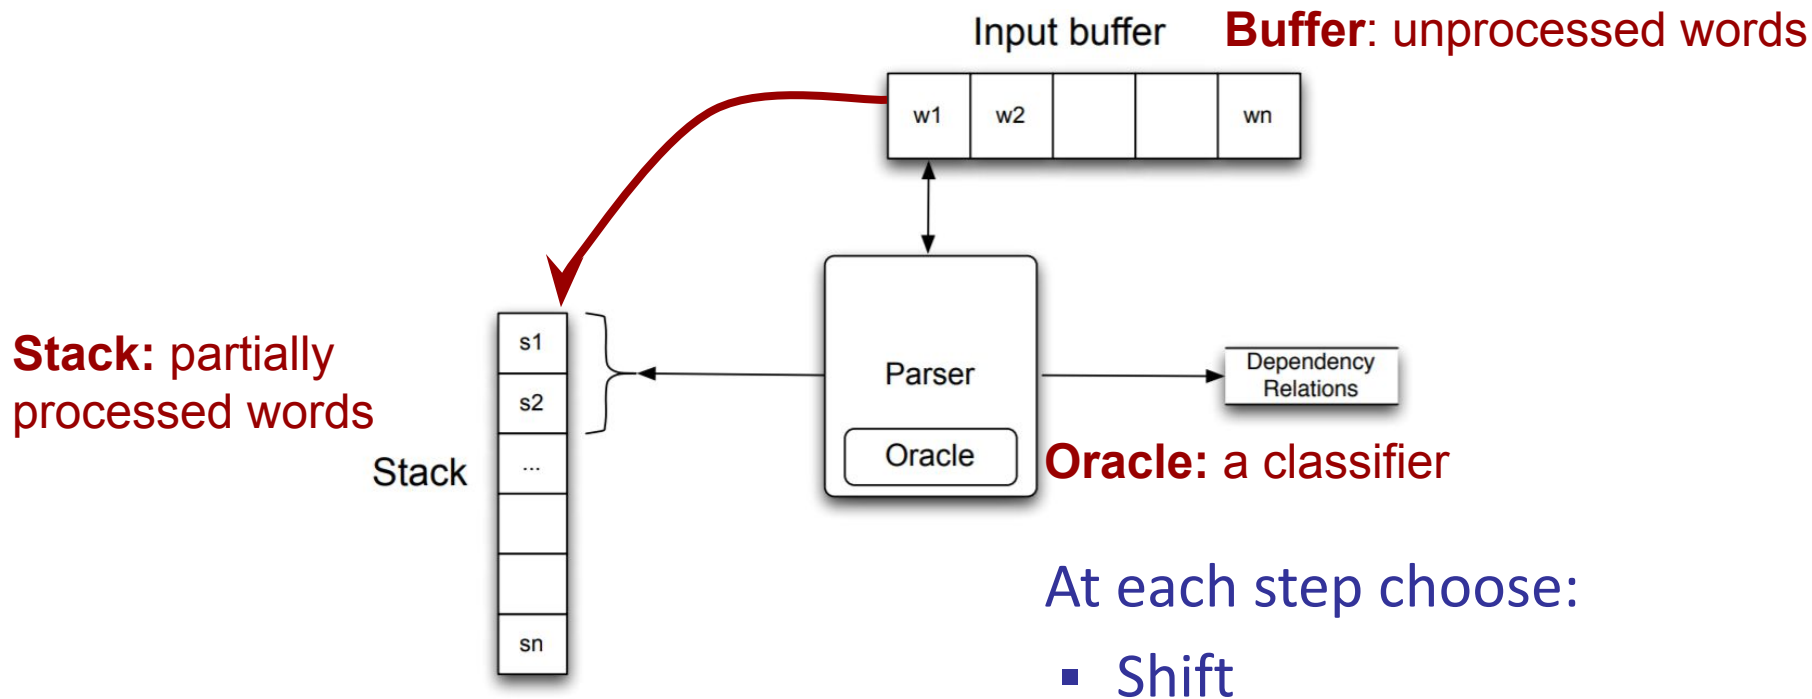 Input buffer
Buffer: unprocessed words
w1 w2 wn
Stack: partially
processed words
Stack
s1
s2
...
sn
Parser
Oracle
Dependency
Relations
Oracle: a classifier
At each step choose:
▪ Shift